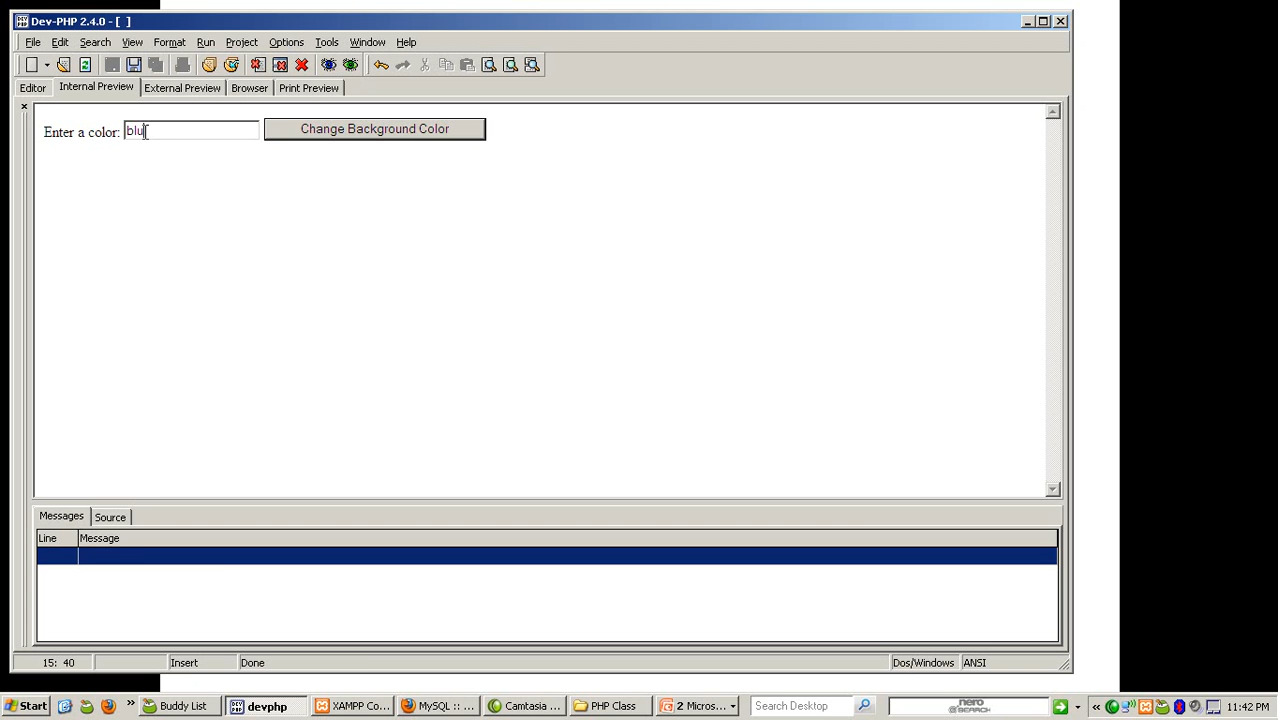 Dev-PHP 2.4.0 - [ ]
File Edit Search View Format Run Project Options Tools Window Help
Editor Internal Preview External Preview Browser Print Preview
Enter a color: blu Change Background Color
Messages Source
Line Message
15: 40 Insert Done Dos/Windows ANSI
Start Buddy List devphp XAMPP Co... MySQL :: ... Camtasia ... PHP Class 2 Micros... Search Desktop nero SEARCH 11:12 PM